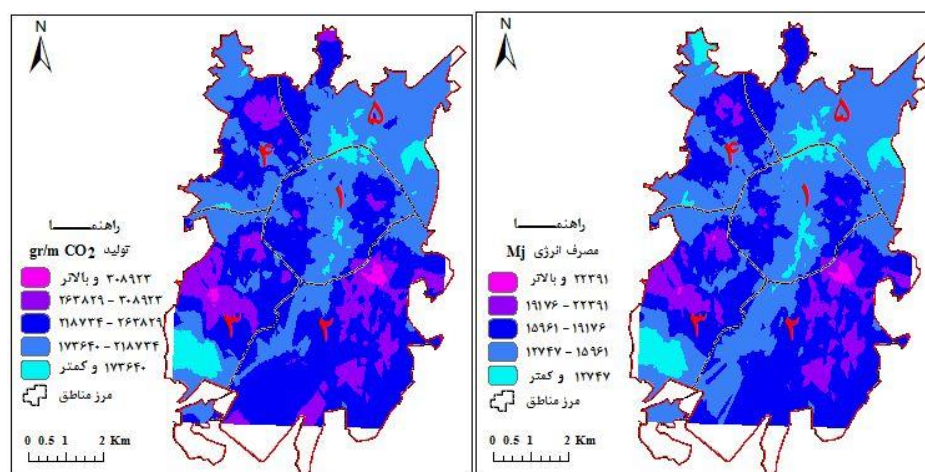 N
۵
۴
۱
۳
۲
راهنمــــا
تولید gr/m CO2
۳۰۸۹۲۳ و بالاتر
۲۶۳۸۲۹ - ۳۰۸۹۲۳
۲۱۸۷۳۴ - ۲۶۳۸۲۹
۱۷۳۶۴۰ - ۲۱۸۷۳۴
۱۷۳۶۴۰ و کمتر
مرز مناطق
0 0.5 1 2 Km
N
۵
۴
۱
۳
۲
راهنمــــا
مصرف انرژی Mj
۲۲۳۹۱ و بالاتر
۱۹۱۷۶ - ۲۲۳۹۱
۱۵۹۶۱ - ۱۹۱۷۶
۱۲۷۴۷ - ۱۵۹۶۱
۱۲۷۴۷ و کمتر
مرز مناطق
0 0.5 1 2 Km